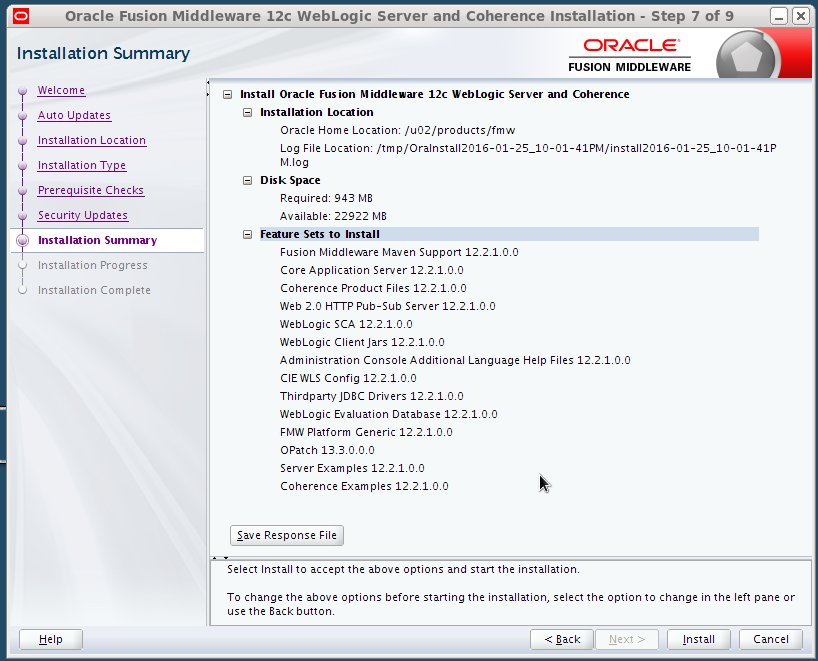 Oracle Fusion Middleware 12c WebLogic Server and Coherence Installation - Step 7 of 9
Installation Summary
ORACLE
FUSION MIDDLEWARE
Welcome
Auto Updates
Installation Location
Installation Type
Prerequisite Checks
Security Updates
Installation Summary
Installation Progress
Installation Complete
Install Oracle Fusion Middleware 12c WebLogic Server and Coherence
Installation Location
Oracle Home Location: /u02/products/fmw
Log File Location: /tmp/OraInstall2016-01-25_10-01-41PM/install2016-01-25_10-01-41P
M.log
Disk Space
Required: 943 MB
Available: 22922 MB
Feature Sets to Install
Fusion Middleware Maven Support 12.2.1.0.0
Core Application Server 12.2.1.0.0
Coherence Product Files 12.2.1.0.0
Web 2.0 HTTP Pub-Sub Server 12.2.1.0.0
WebLogic SCA 12.2.1.0.0
WebLogic Client Jars 12.2.1.0.0
Administration Console Additional Language Help Files 12.2.1.0.0
CIE WLS Config 12.2.1.0.0
Thirdparty JDBC Drivers 12.2.1.0.0
WebLogic Evaluation Database 12.2.1.0.0
FMW Platform Generic 12.2.1.0.0
OPatch 13.3.0.0.0
Server Examples 12.2.1.0.0
Coherence Examples 12.2.1.0.0
Save Response File
Select Install to accept the above options and start the installation.
To change the above options before starting the installation, select the option to change in the left pane or
use the Back button.
Help
< Back
Next >
Install
Cancel